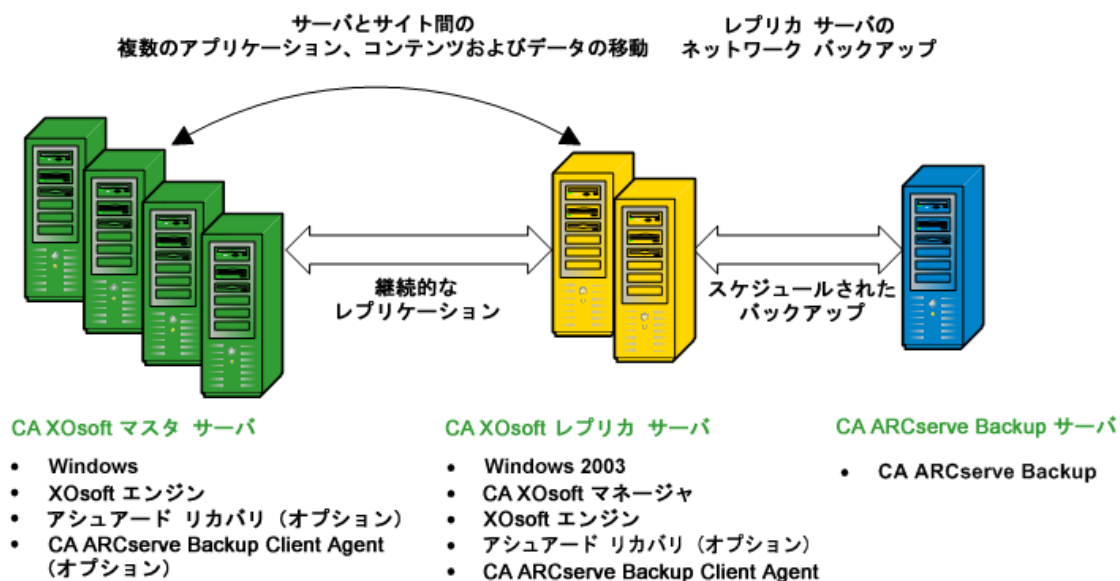 サーバとサイト間の
複数のアプリケーション、コンテンツおよびデータの移動
レプリカ サーバの
ネットワーク バックアップ
継続的な
レプリケーション
スケジュールされた
バックアップ
CA XOsoft マスタ サーバ
• Windows
• XOsoft エンジン
• アシュアード リカバリ（オプション）
• CA ARCserve Backup Client Agent
（オプション）
CA XOsoft レプリカ サーバ
• Windows 2003
• CA XOsoft マネージャ
• XOsoft エンジン
• アシュアード リカバリ（オプション）
• CA ARCserve Backup Client Agent
CA ARCserve Backup サーバ
• CA ARCserve Backup